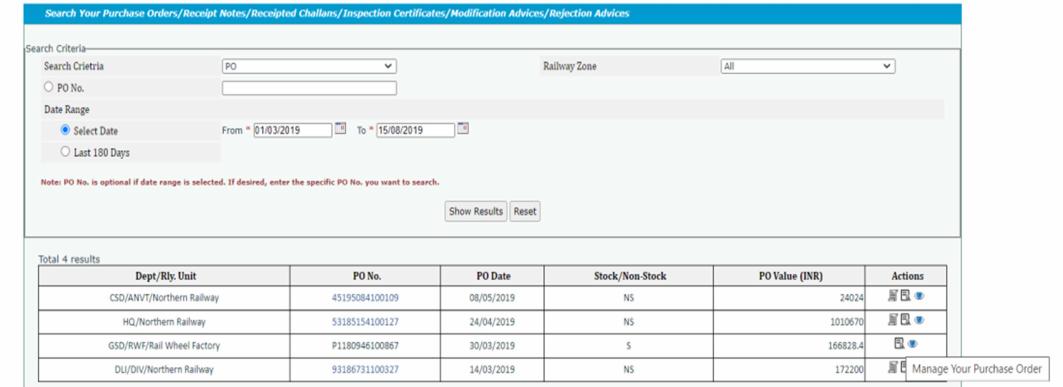 Search Your Purchase Orders/Receipt Notes/Receipted Challans/Inspection Certificates/Modification Advices/Rejection Advices
Search Criteria
Search Crietria PO Railway Zone All
PO No.
Date Range
Select Date From * 01/03/2019 To * 15/08/2019
Last 180 Days
Note: PO No. is optional if date range is selected. If desired, enter the specific PO No. you want to search.
Show Results Reset
Total 4 results
Dept/Rly. Unit PO No. PO Date Stock/Non-Stock PO Value (INR) Actions
CSD/ANVT/Northern Railway 45195084100109 08/05/2019 NS 24024
HQ/Northern Railway 53185154100127 24/04/2019 NS 1010670
GSD/RWF/Rail Wheel Factory P1180946100867 30/03/2019 S 166828.4
DLI/DIV/Northern Railway 93186731100327 14/03/2019 NS 172200
Manage Your Purchase Order